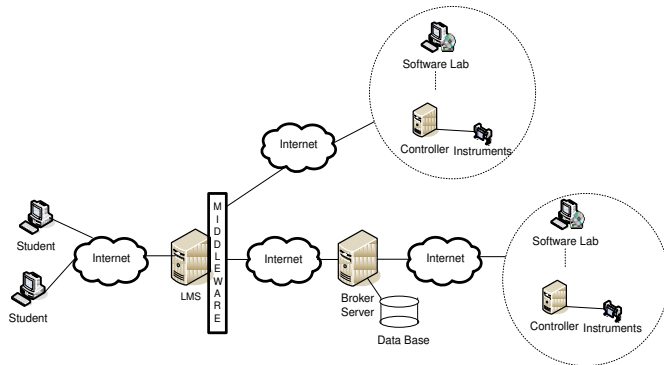 Software Lab
Controller
Instruments
Internet
MIDDLEWARE
Student
Internet
LMS
Internet
Broker
Server
Data Base
Internet
Software Lab
Controller
Instruments
Student